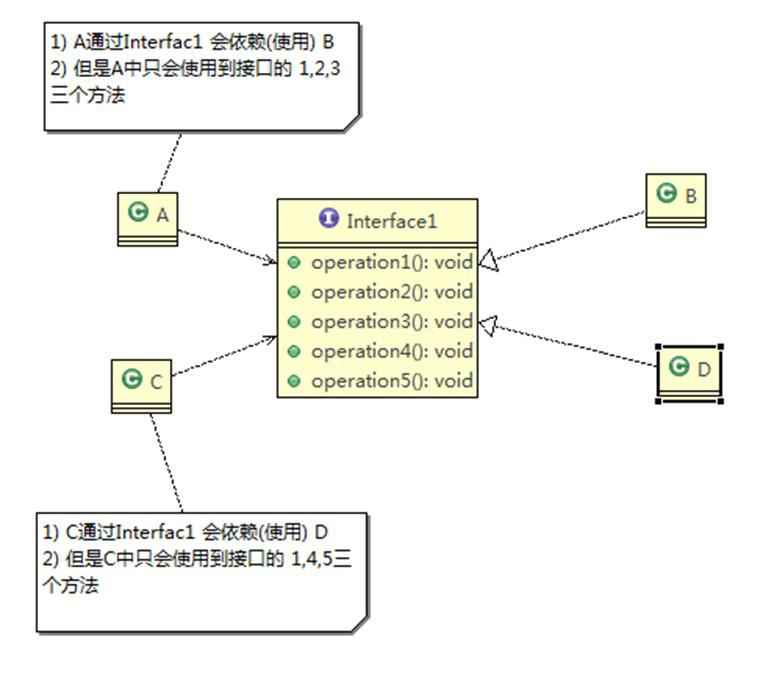 1) A通过Interfac1 会依赖(使用) B
2) 但是A中只会使用到接口的 1,2,3
三个方法
C A
I Interface1
operation1(): void
operation2(): void
operation3(): void
operation4(): void
operation5(): void
C B
C C
C D
1) C通过Interfac1 会依赖(使用) D
2) 但是C中只会使用到接口的 1,4,5三
个方法